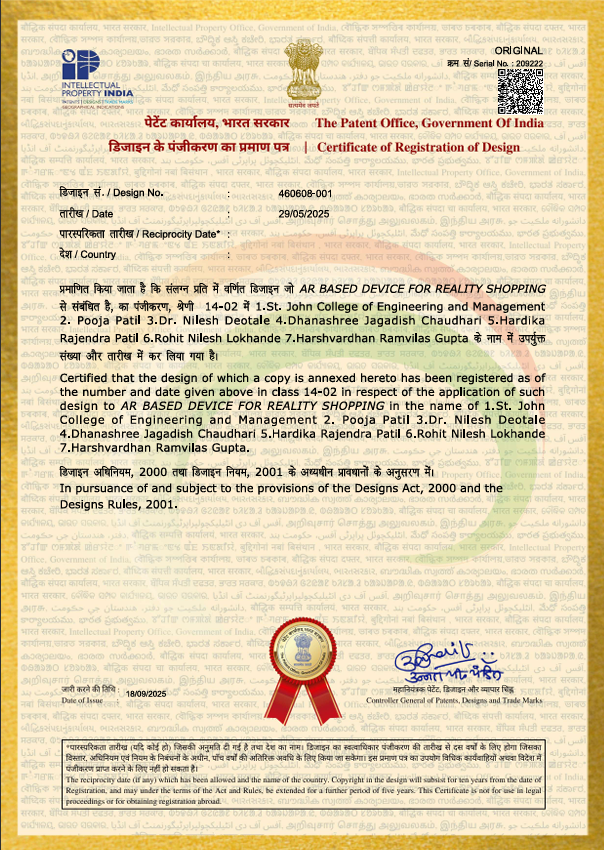 ORIGINAL
क्रम सं/ Serial No. : 209222
INTELLECTUAL
PROPERTY INDIA
PATENTS | DESIGNS | TRADE MARKS
GEOGRAPHICAL INDICATIONS
सत्यमेव जयते
पेटेंट कार्यालय, भारत सरकार The Patent Office, Government Of India
डिजाइन के पंजीकरण का प्रमाण पत्र | Certificate of Registration of Design
डिजाइन सं. / Design No. : 460608-001
तारीख / Date : 29/05/2025
पारस्परिकता तारीख / Reciprocity Date* :
देश / Country :
प्रमाणित किया जाता है कि संलग्न प्रति में वर्णित डिजाइन जो AR BASED DEVICE FOR REALITY SHOPPING
से संबंधित है, का पंजीकरण, श्रेणी 14-02 में 1.St. John College of Engineering and Management
2. Pooja Patil 3.Dr. Nilesh Deotale 4.Dhanashree Jagadish Chaudhari 5.Hardika
Rajendra Patil 6.Rohit Nilesh Lokhande 7.Harshvardhan Ramvilas Gupta के नाम में उपर्युक्त
संख्या और तारीख में कर लिया गया है।
Certified that the design of which a copy is annexed hereto has been registered as of
the number and date given above in class 14-02 in respect of the application of such
design to AR BASED DEVICE FOR REALITY SHOPPING in the name of 1.St. John
College of Engineering and Management 2. Pooja Patil 3.Dr. Nilesh Deotale
4.Dhanashree Jagadish Chaudhari 5.Hardika Rajendra Patil 6.Rohit Nilesh Lokhande
7.Harshvardhan Ramvilas Gupta.
डिजाइन अधिनियम, 2000 तथा डिजाइन नियम, 2001 के अध्यधीन प्रावधानों के अनुसरण में।
In pursuance of and subject to the provisions of the Designs Act, 2000 and the
Designs Rules, 2001.
जारी करने की तिथि : 18/09/2025
Date of Issue
महानियंत्रक पेटेंट, डिजाइन और व्यापार चिह्न
Controller General of Patents, Designs and Trade Marks
*पारस्परिकता तारीख (यदि कोई हो) जिसकी अनुमति दी गई है तथा देश का नाम। डिजाइन का स्वत्वाधिकार पंजीकरण की तारीख से दस वर्षों के लिए होगा जिसका
विस्तार, अधिनियम एवं नियम के निबंधनों के अधीन, पाँच वर्षों की अतिरिक्त अवधि के लिए किया जा सकेगा। इस प्रमाण पत्र का उपयोग विधिक कार्यवाहियों अथवा विदेश में
पंजीकरण प्राप्त करने के लिए नहीं हो सकता है।
The reciprocity date (if any) which has been allowed and the name of the country. Copyright in the design will subsist for ten years from the date of
Registration, and may under the terms of the Act and Rules, be extended for a further period of five years. This Certificate is not for use in legal
proceedings or for obtaining registration abroad.